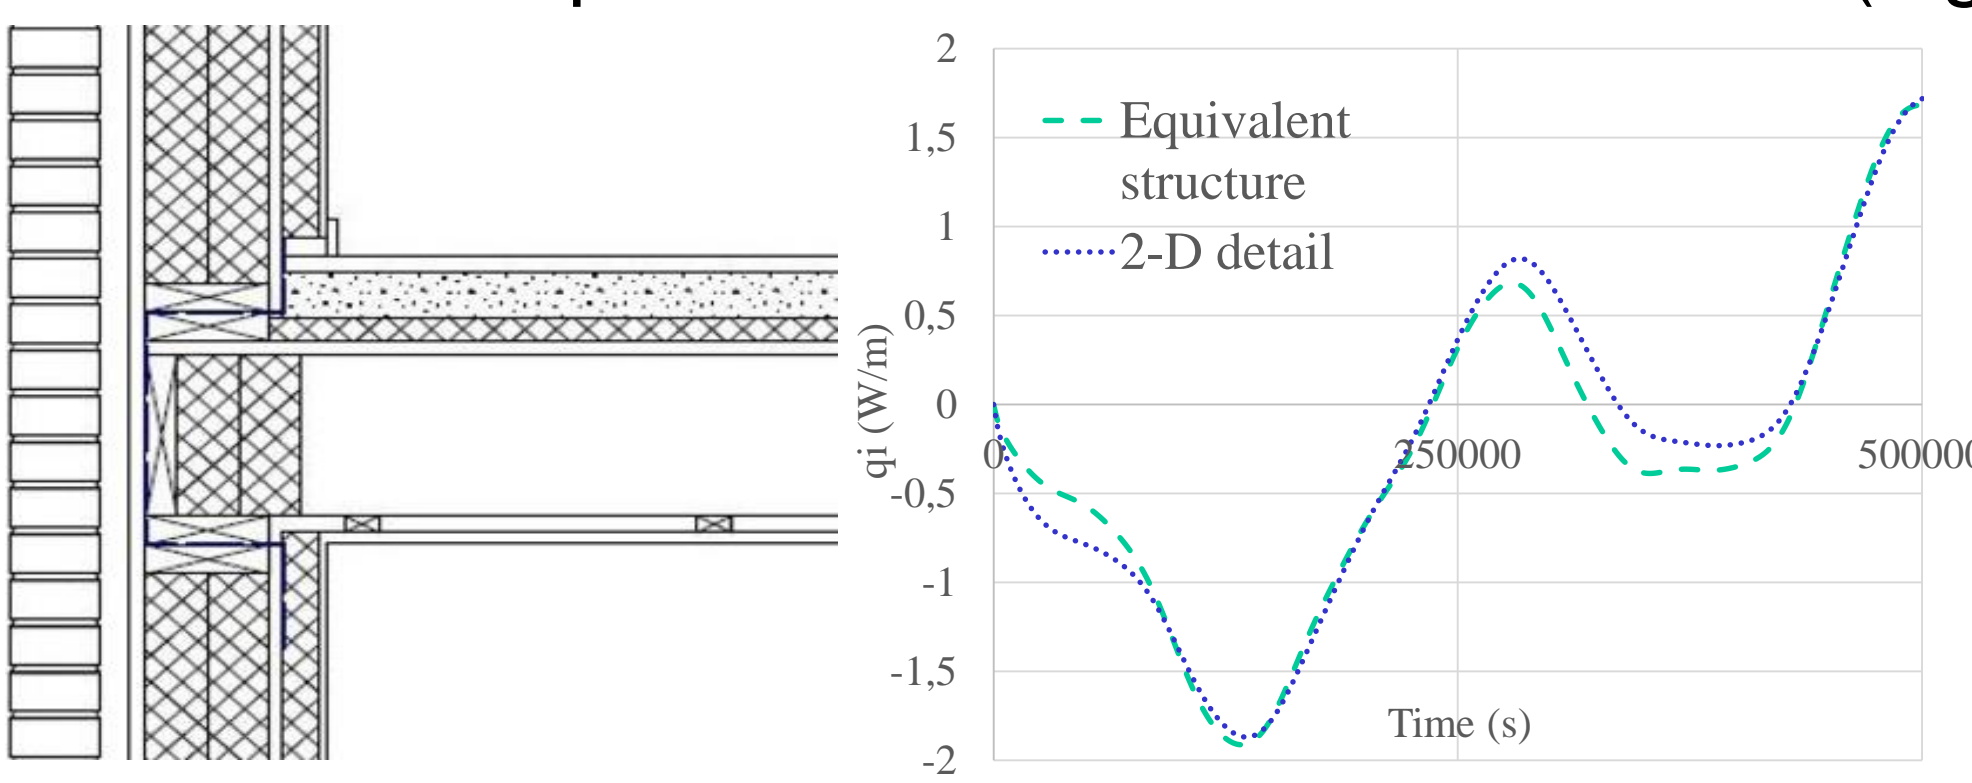 2
1,5
1
0,5
0
-0,5
-1
-1,5
-2
qi (W/m)
Equivalent
structure
2-D detail
0
250000
500000
Time (s)